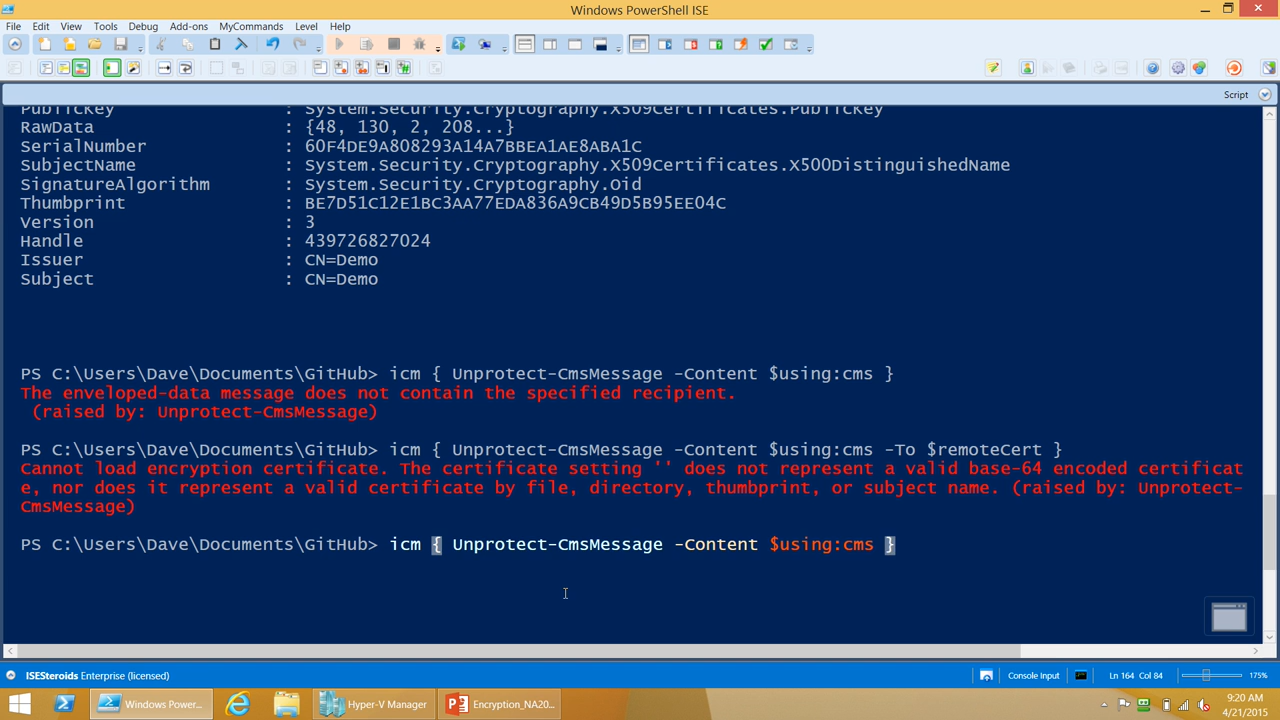 Windows PowerShell ISE
File Edit View Tools Debug Add-ons MyCommands Level Help
Script
PublicKey : System.Security.Cryptography.X509Certificates.PublicKey
RawData : {48, 130, 2, 208...}
SerialNumber : 60F4DE9A808293A14A7BBEA1AE8ABA1C
SubjectName : System.Security.Cryptography.X509Certificates.X500DistinguishedName
SignatureAlgorithm : System.Security.Cryptography.Oid
Thumbprint : BE7D51C12E1BC3AA77EDA836A9CB49D5B95EE04C
Version : 3
Handle : 439726827024
Issuer : CN=Demo
Subject : CN=Demo
PS C:\Users\Dave\Documents\GitHub> icm { Unprotect-CmsMessage -Content $using:cms }
The enveloped-data message does not contain the specified recipient.
(raised by: Unprotect-CmsMessage)
PS C:\Users\Dave\Documents\GitHub> icm { Unprotect-CmsMessage -Content $using:cms -To $remoteCert }
Cannot load encryption certificate. The certificate setting '' does not represent a valid base-64 encoded certificat
e, nor does it represent a valid certificate by file, directory, thumbprint, or subject name. (raised by: Unprotect-
CmsMessage)
PS C:\Users\Dave\Documents\GitHub> icm { Unprotect-CmsMessage -Content $using:cms }
ISESteroids Enterprise (licensed) Console Input Ln 164 Col 84 175%
Windows Power... Hyper-V Manager Encryption_NA20... 9:20 AM
4/21/2015